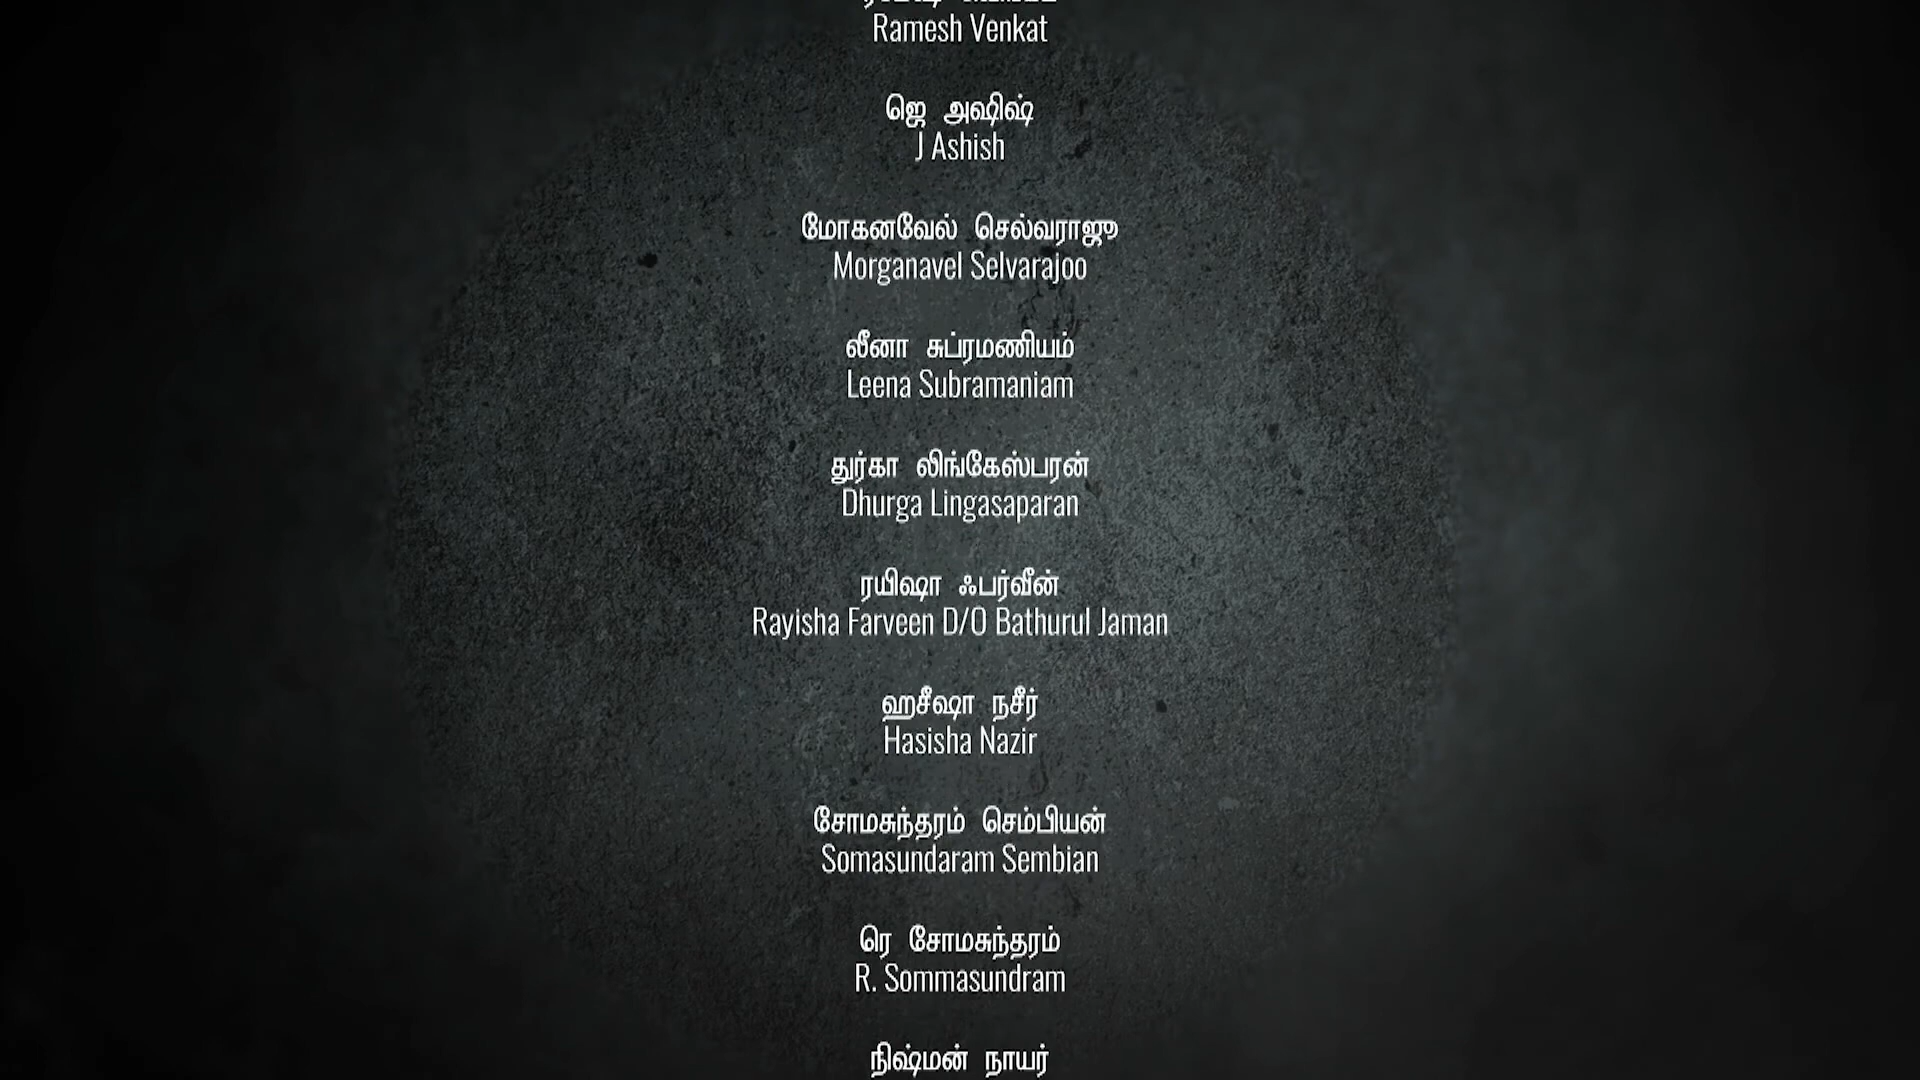 Ramesh Venkat
ஜெ அஷிஷ்
J Ashish
மோகனவேல் செல்வராஜூ
Morganavel Selvarajoo
லீனா சுப்ரமணியம்
Leena Subramaniam
துர்கா லிங்கேஸ்பரன்
Dhurga Lingasaparan
ரயிஷா ஃபர்வீன்
Rayisha Farveen D/O Bathurul Jaman
ஹசீஷா நசீர்
Hasisha Nazir
சோமசுந்தரம் செம்பியன்
Somasundaram Sembian
ரெ சோமசுந்தரம்
R. Sommasundram
நிஷ்மன் நாயர்